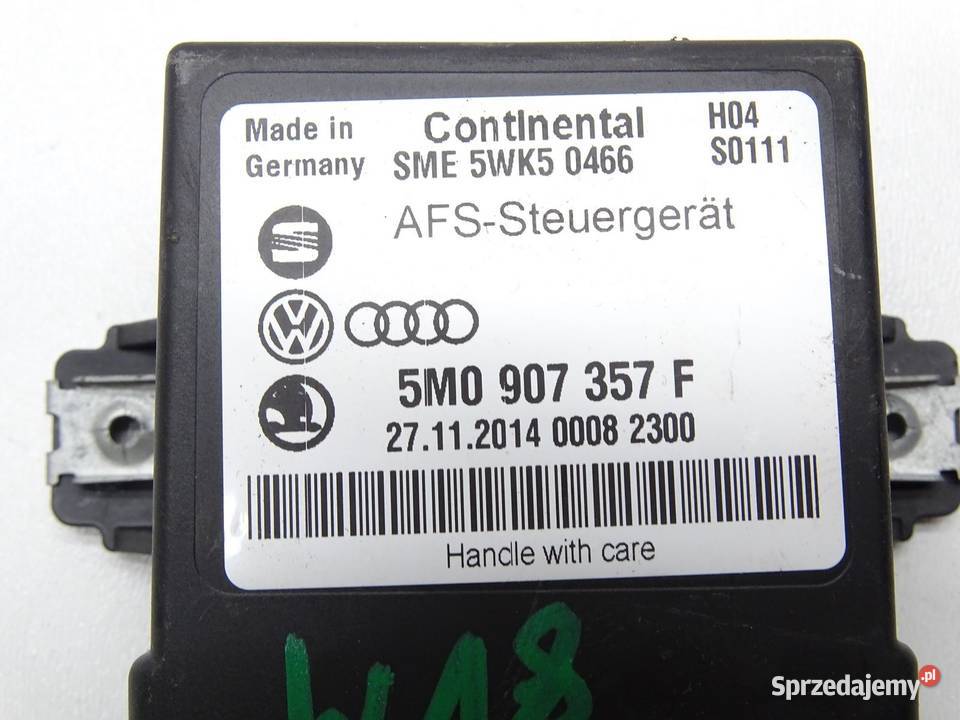 Made in Germany
Continental
SME 5WK5 0466
H04
S0111
AFS-Steuergerät
5M0 907 357 F
27.11.2014 0008 2300
Handle with care
W18
Sprzedajemy.pl